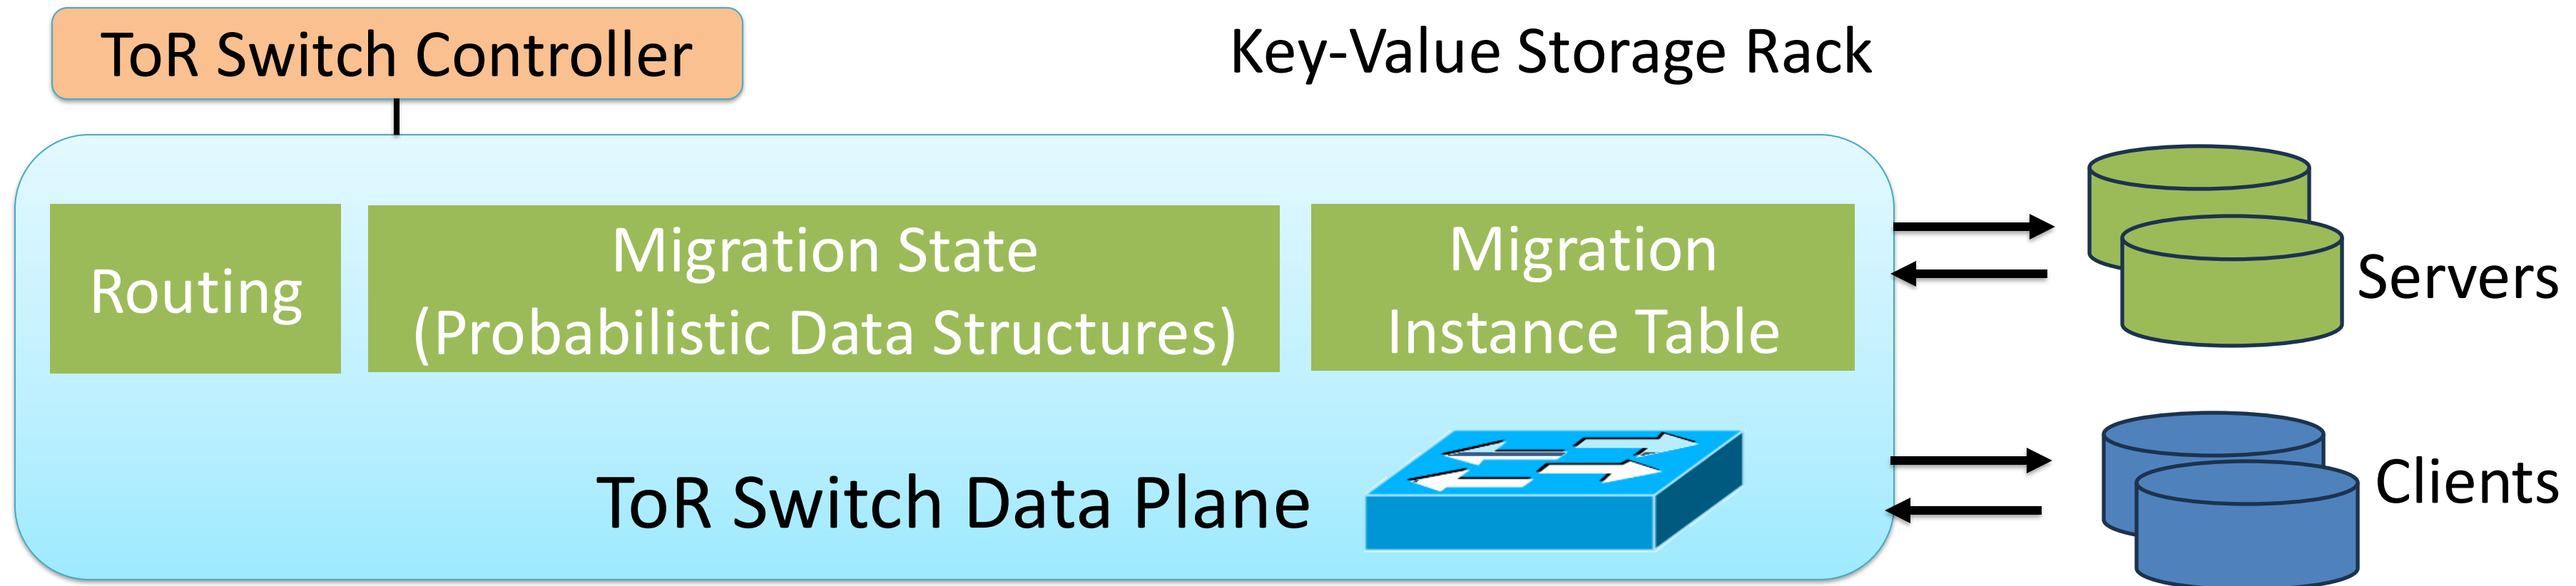 ToR Switch Controller
Key-Value Storage Rack
Routing
Migration State
(Probabilistic Data Structures)
Migration
Instance Table
Servers
ToR Switch Data Plane
Clients